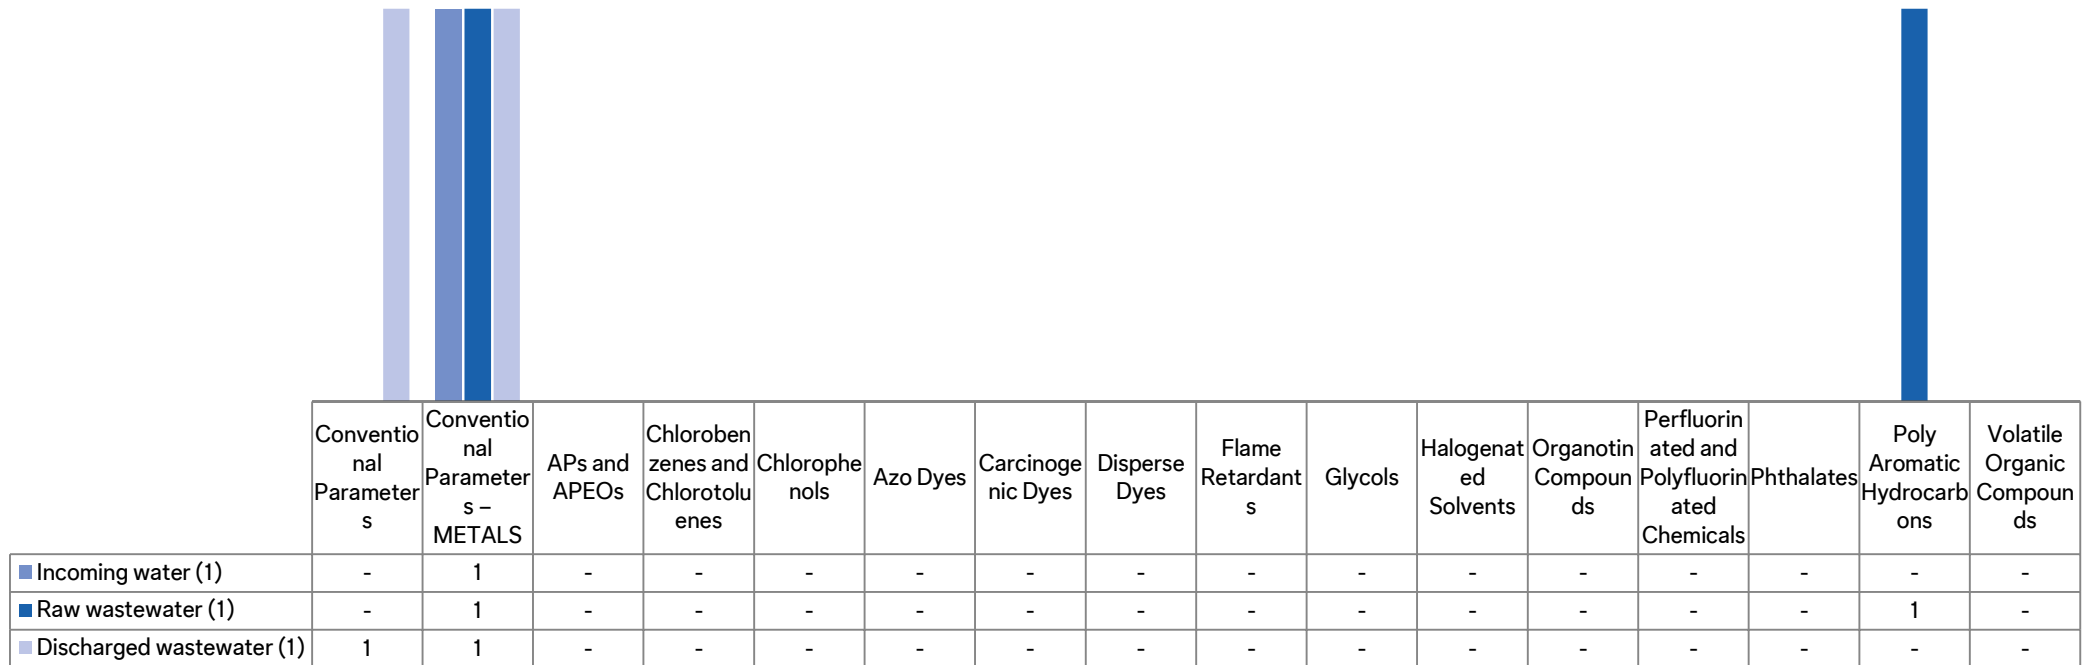 Conventio
nal
Parameter
s
Conventio
nal
Parameter
s –
METALS
APs and
APEOs
Chloroben
zenes and
Chlorotolu
enes
Chlorophe
nols
Azo Dyes
Carcinoge
nic Dyes
Disperse
Dyes
Flame
Retardant
s
Glycols
Halogenat
ed
Solvents
Organotin
Compoun
ds
Perfluorin
ated and
Polyfluorin
ated
Chemicals
Phthalates
Poly
Aromatic
Hydrocarb
ons
Volatile
Organic
Compoun
ds
Incoming water (1) - 1 - - - - - - - - - - - - - -
Raw wastewater (1) - 1 - - - - - - - - - - - - 1 -
Discharged wastewater (1) 1 1 - - - - - - - - - - - - - -